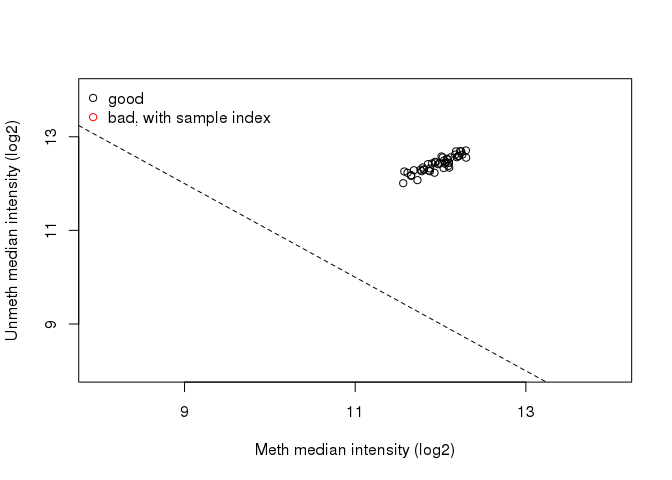 good
bad, with sample index
13
11
9
Unmeth median intensity (log2)
9
11
13
Meth median intensity (log2)